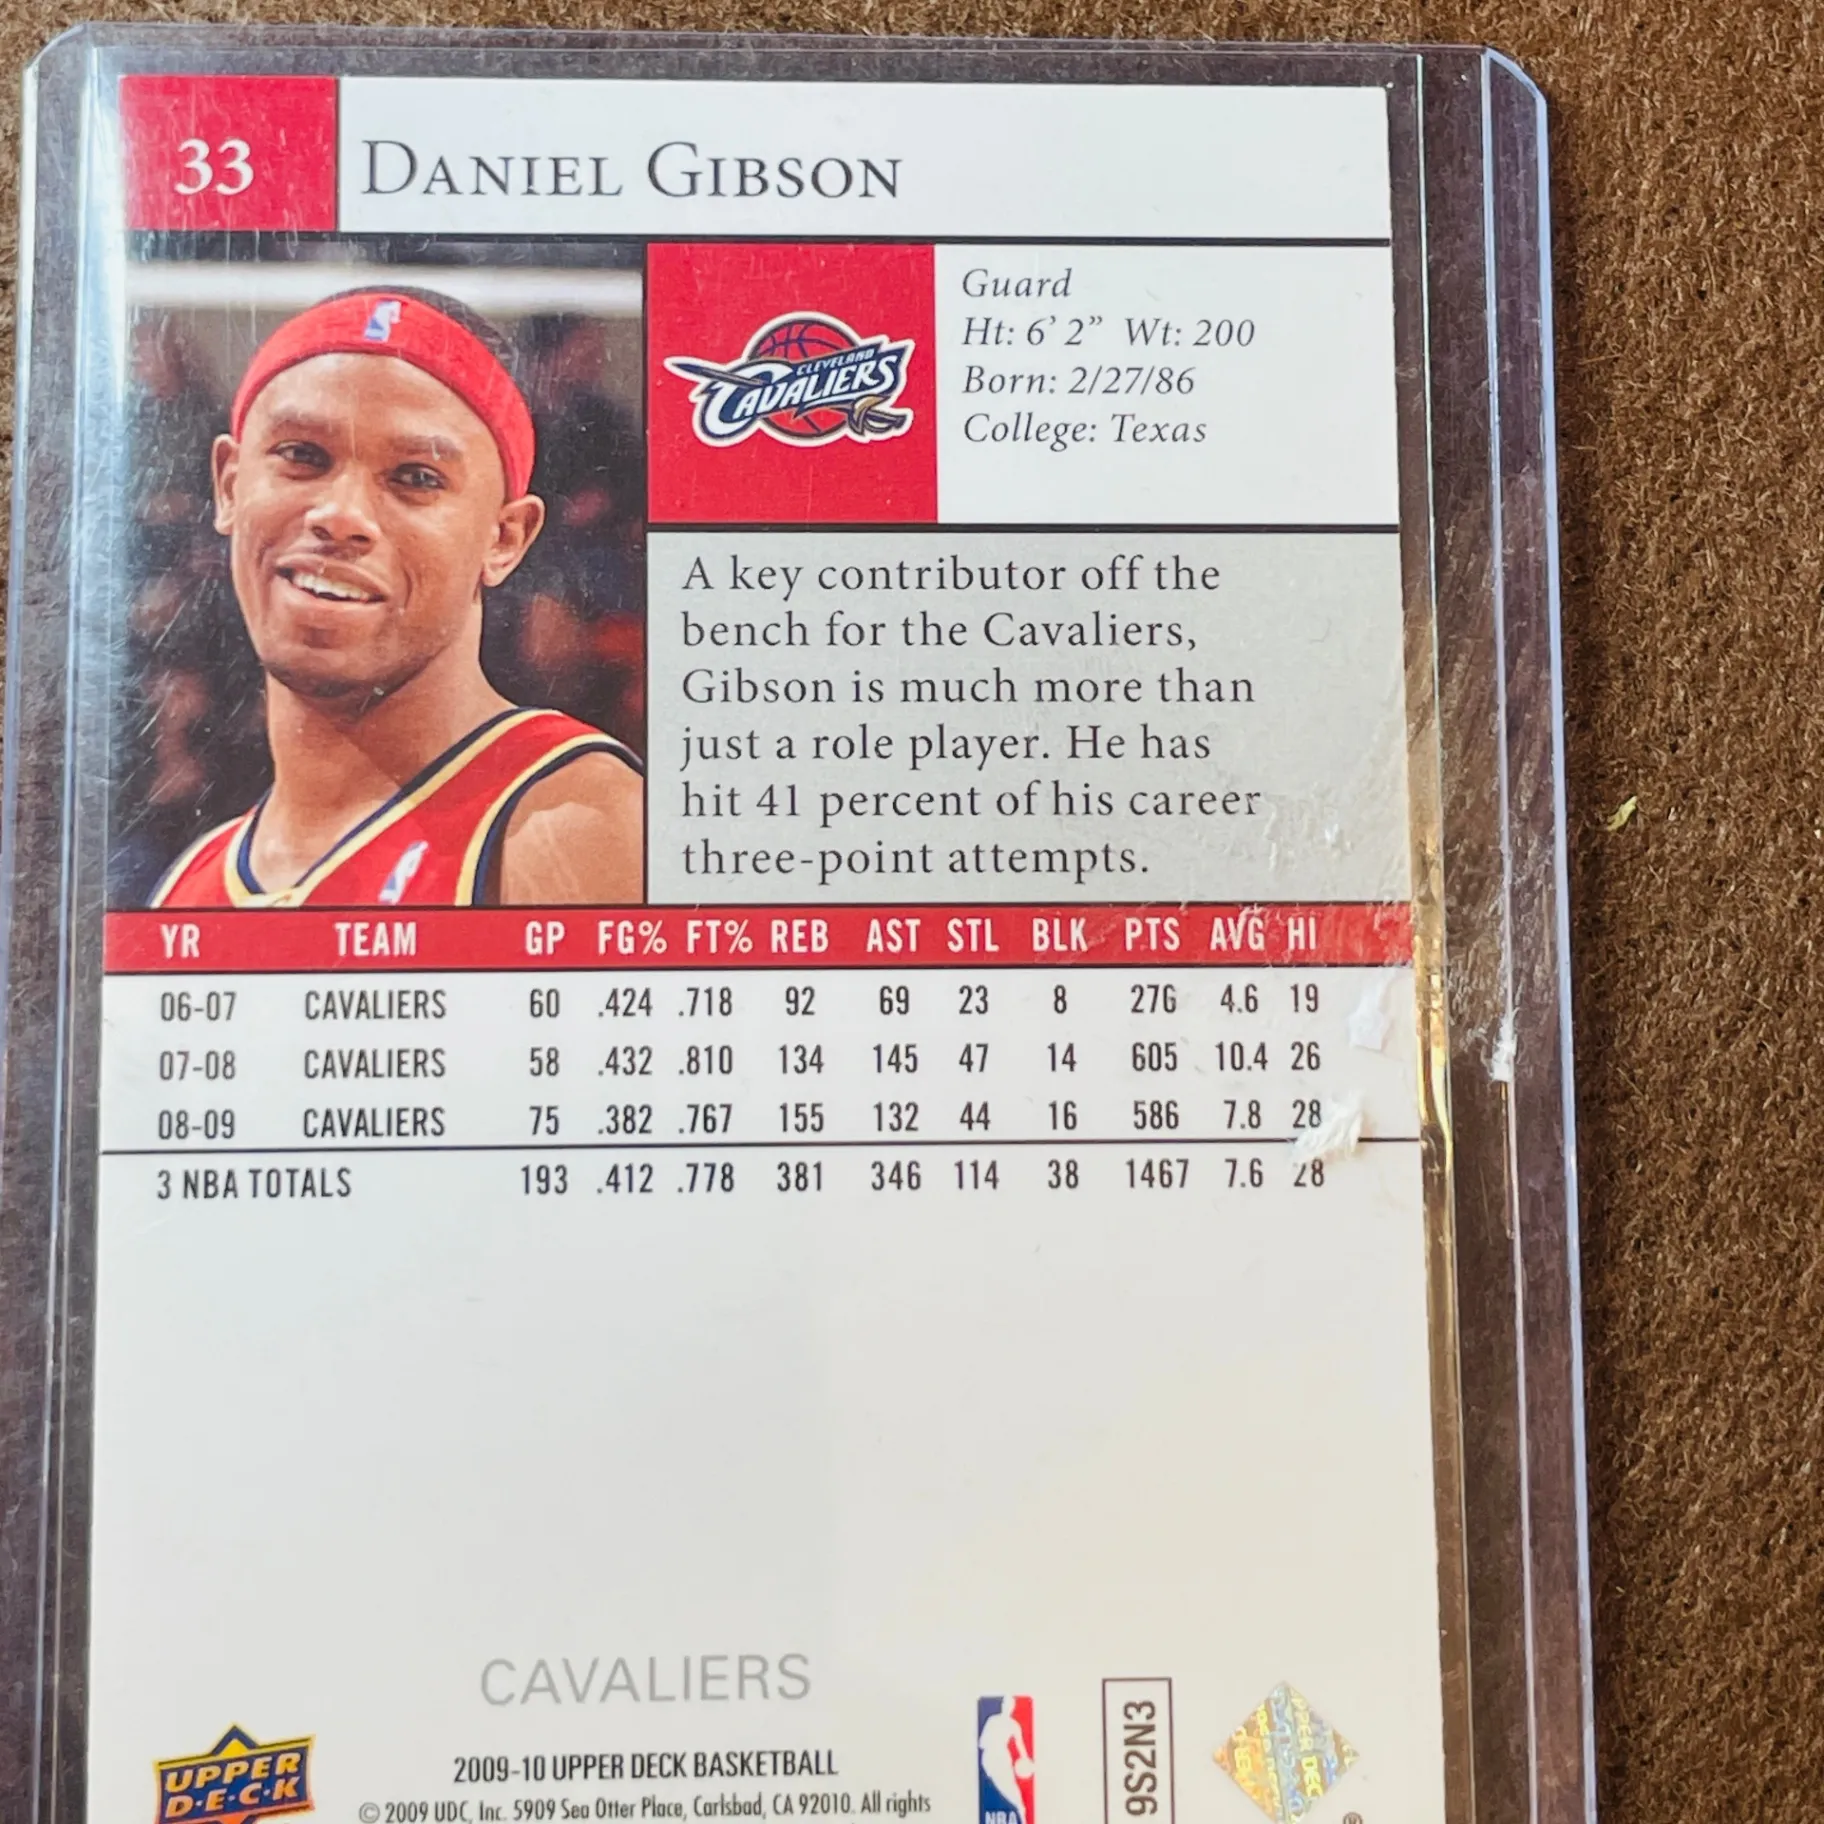 33 DANIEL GIBSON
CLEVELAND
CAVALIERS
Guard
Ht: 6' 2” Wt: 200
Born: 2/27/86
College: Texas
A key contributor off the
bench for the Cavaliers,
Gibson is much more than
just a role player. He has
hit 41 percent of his career
three-point attempts.
YR TEAM GP FG% FT% REB AST STL BLK PTS AVG HI
06-07 CAVALIERS 60 .424 .718 92 69 23 8 276 4.6 19
07-08 CAVALIERS 58 .432 .810 134 145 47 14 605 10.4 26
08-09 CAVALIERS 75 .382 .767 155 132 44 16 586 7.8 28
3 NBA TOTALS 193 .412 .778 381 346 114 38 1467 7.6 28
CAVALIERS
UPPER
D·E·C·K
2009-10 UPPER DECK BASKETBALL
© 2009 UDC, Inc. 5909 Sea Otter Place, Carlsbad, CA 92010. All rights
NBA
9S2N3
®